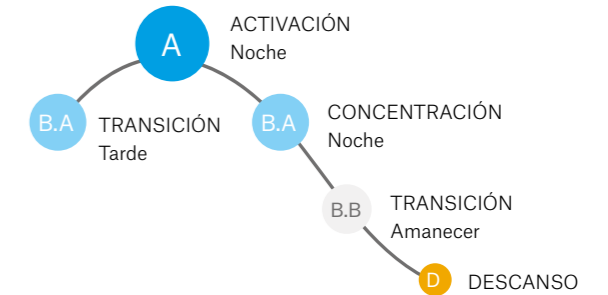 A
ACTIVACIÓN
Noche
B.A
TRANSICIÓN
Tarde
B.A
CONCENTRACIÓN
Noche
B.B
TRANSICIÓN
Amanecer
D
DESCANSO